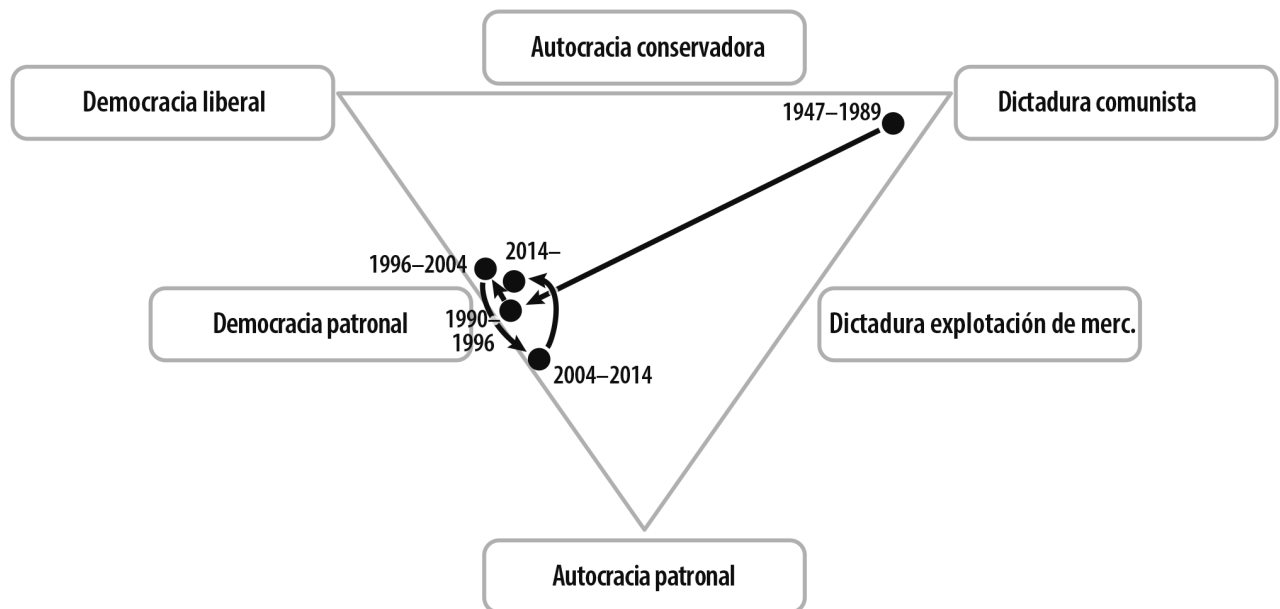 Autocracia conservadora
Democracia liberal
Dictadura comunista
1947–1989
2014–
1996–2004
Democracia patronal
1990–
1996
Dictadura explotación de merc.
2004–2014
Autocracia patronal